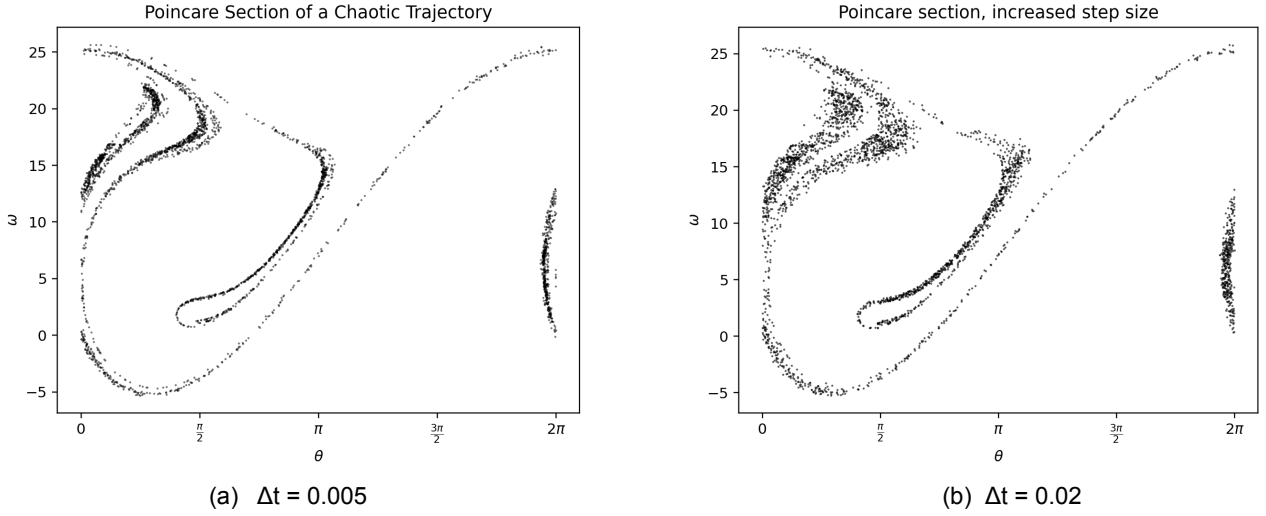 Poincare Section of a Chaotic Trajectory
25
20
15
10
5
0
−5
ω
0
π/2
π
3π/2
2π
θ
(a) Δt = 0.005
Poincare section, increased step size
25
20
15
10
5
0
−5
ω
0
π/2
π
3π/2
2π
θ
(b) Δt = 0.02